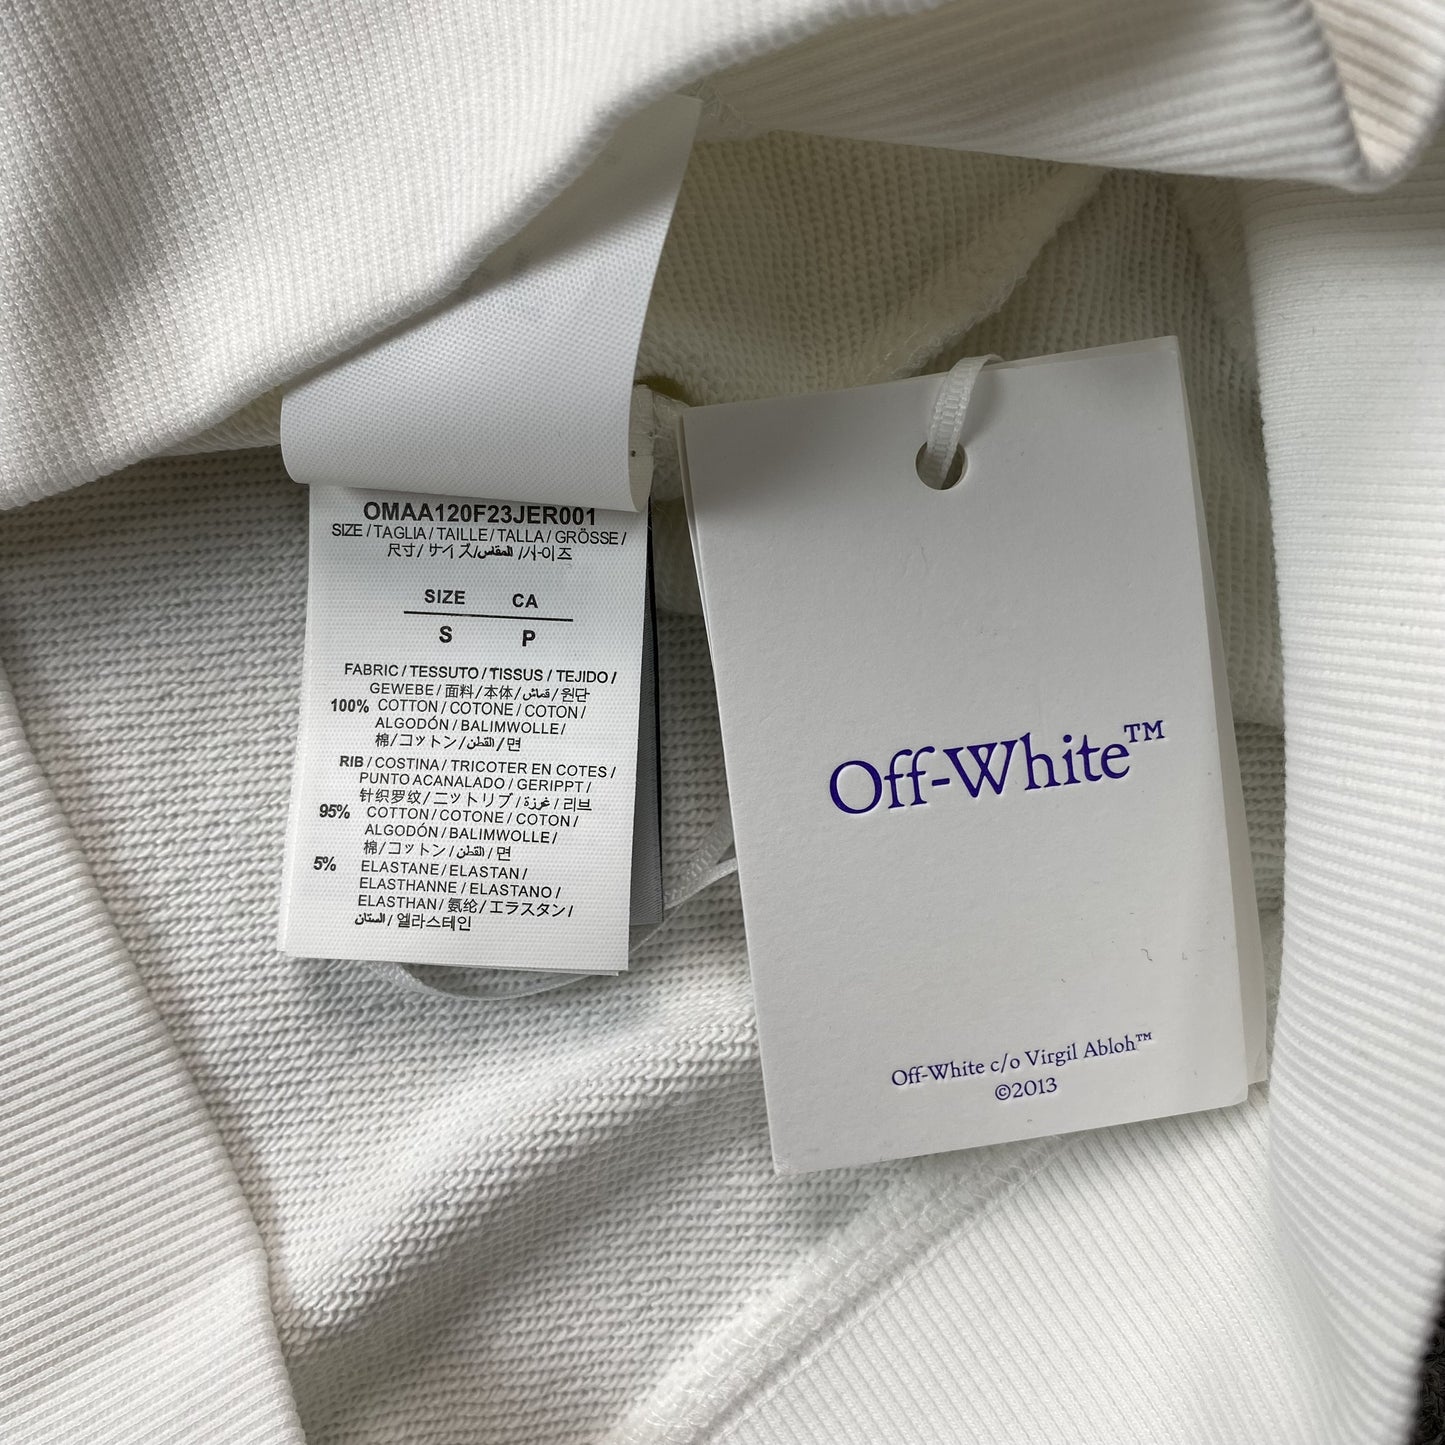 OMAA120F23JER001
SIZE / TAGLIA / TAILLE / TALLA / GRÖSSE /
尺寸 / サイズ / المقاس / 사이즈
SIZE CA
S P
FABRIC / TESSUTO / TISSUS / TEJIDO /
GEWEBE / 面料 / 本体 / قماش / 원단
100% COTTON / COTONE / COTON /
ALGODÓN / BALIMWOLLE /
棉 / コットン / القطن / 면
RIB / COSTINA / TRICOTER EN COTES /
PUNTO ACANALADO / GERIPPT /
针织罗纹 / ニットリブ / غرزة / 리브
95% COTTON / COTONE / COTON /
ALGODÓN / BALIMWOLLE /
棉 / コットン / القطن / 면
5% ELASTANE / ELASTAN /
ELASTHANNE / ELASTANO /
ELASTHAN / 氨纶 / エラスタン /
الستان / 엘라스테인
Off-White™
Off-White c/o Virgil Abloh™
©2013